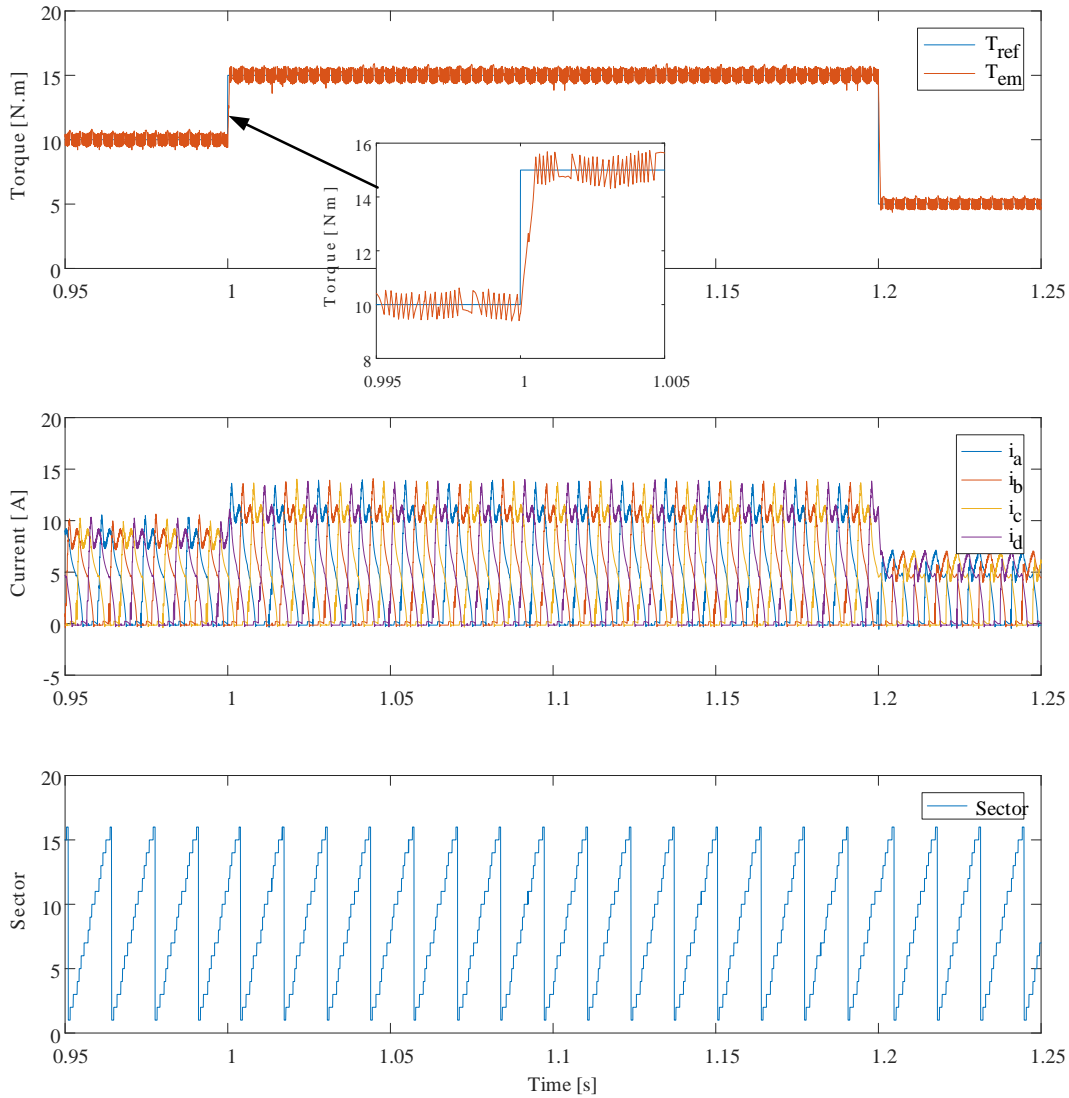 20
15
10
5
0
Torque [N.m]
T_ref
T_em
0.95 1 1.15 1.2 1.25
16
14
12
10
8
Torque [Nm]
0.995 1 1.005
20
15
10
5
0
-5
Current [A]
i_a
i_b
i_c
i_d
0.95 1 1.05 1.1 1.15 1.2 1.25
20
15
10
5
0
Sector
Sector
0.95 1 1.05 1.1 1.15 1.2 1.25
Time [s]